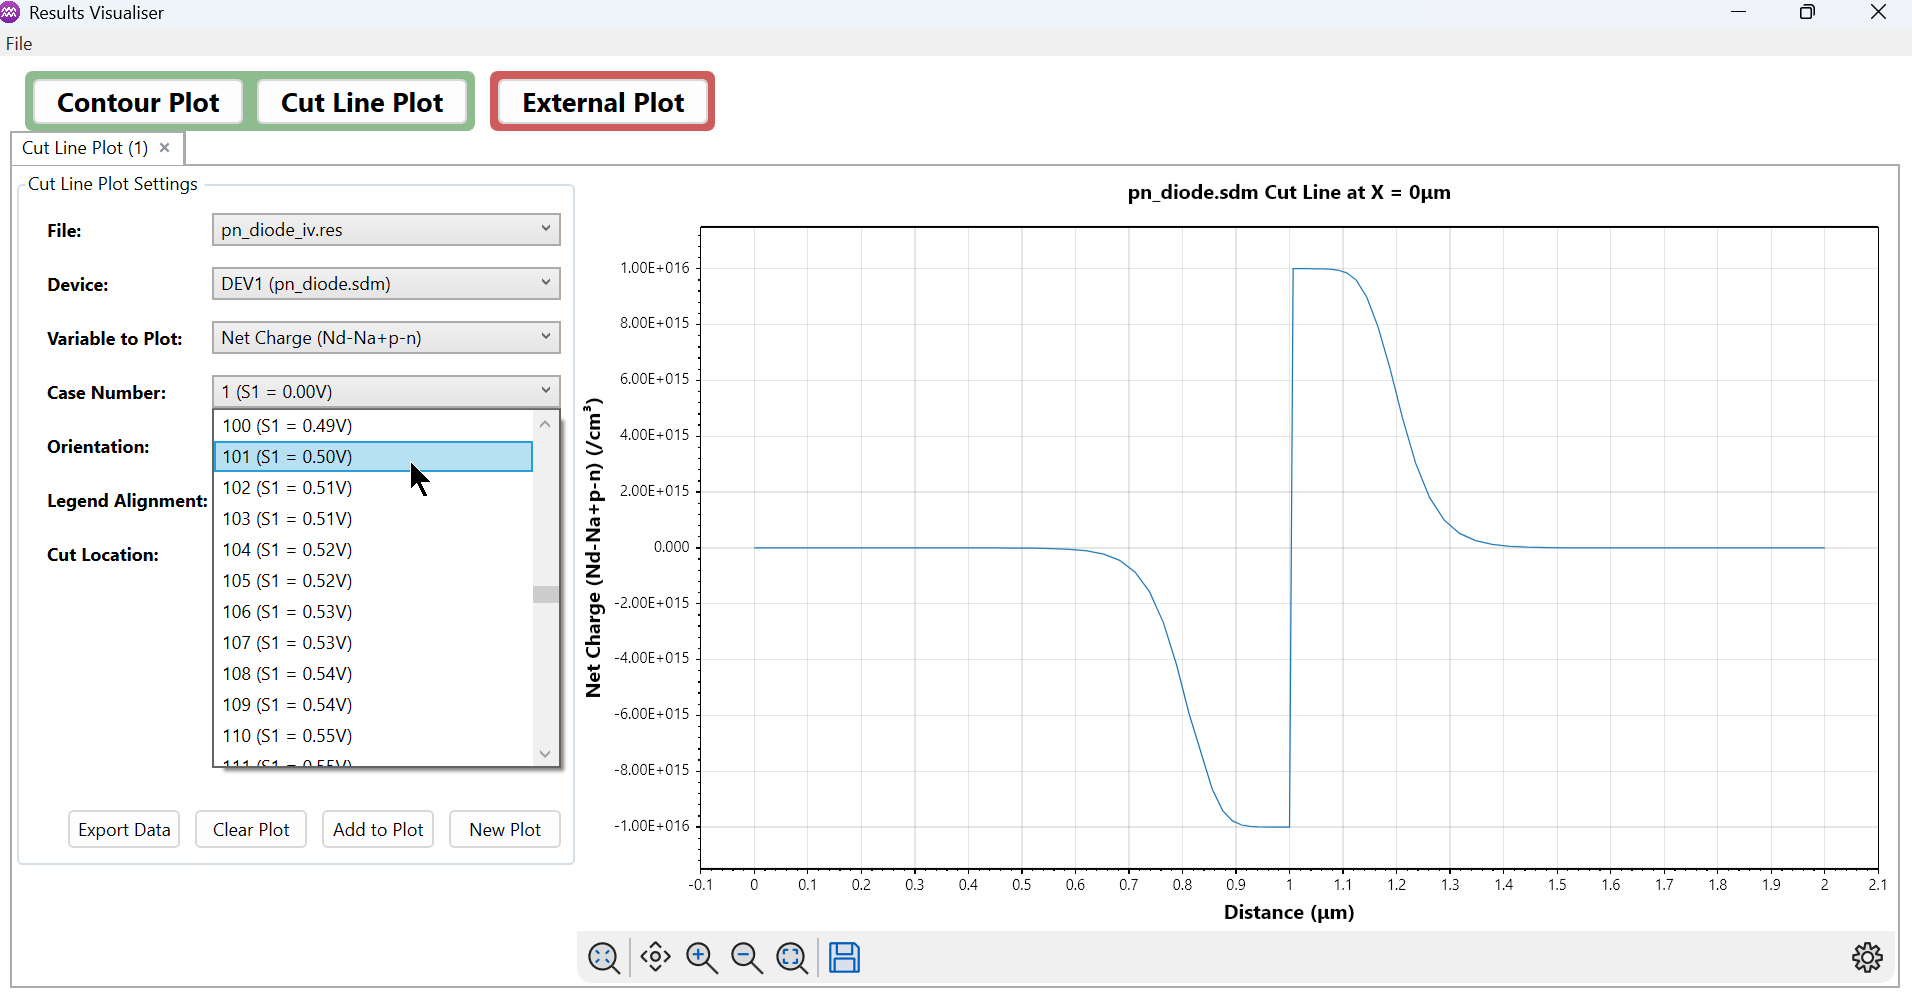 Results Visualiser
File
Contour Plot
Cut Line Plot
External Plot
Cut Line Plot (1)
Cut Line Plot Settings
File:
pn_diode_iv.res
Device:
DEV1 (pn_diode.sdm)
Variable to Plot:
Net Charge (Nd-Na+p-n)
Case Number:
1 (S1 = 0.00V)
Orientation:
Legend Alignment:
Cut Location:
100 (S1 = 0.49V)
101 (S1 = 0.50V)
102 (S1 = 0.51V)
103 (S1 = 0.51V)
104 (S1 = 0.52V)
105 (S1 = 0.52V)
106 (S1 = 0.53V)
107 (S1 = 0.53V)
108 (S1 = 0.54V)
109 (S1 = 0.54V)
110 (S1 = 0.55V)
111 (S1 = 0.55V)
Export Data
Clear Plot
Add to Plot
New Plot
pn_diode.sdm Cut Line at X = 0µm
Net Charge (Nd-Na+p-n) (/cm³)
1.00E+016
8.00E+015
6.00E+015
4.00E+015
2.00E+015
0.000
-2.00E+015
-4.00E+015
-6.00E+015
-8.00E+015
-1.00E+016
-0.1 0 0.1 0.2 0.3 0.4 0.5 0.6 0.7 0.8 0.9 1 1.1 1.2 1.3 1.4 1.5 1.6 1.7 1.8 1.9 2 2.1
Distance (µm)